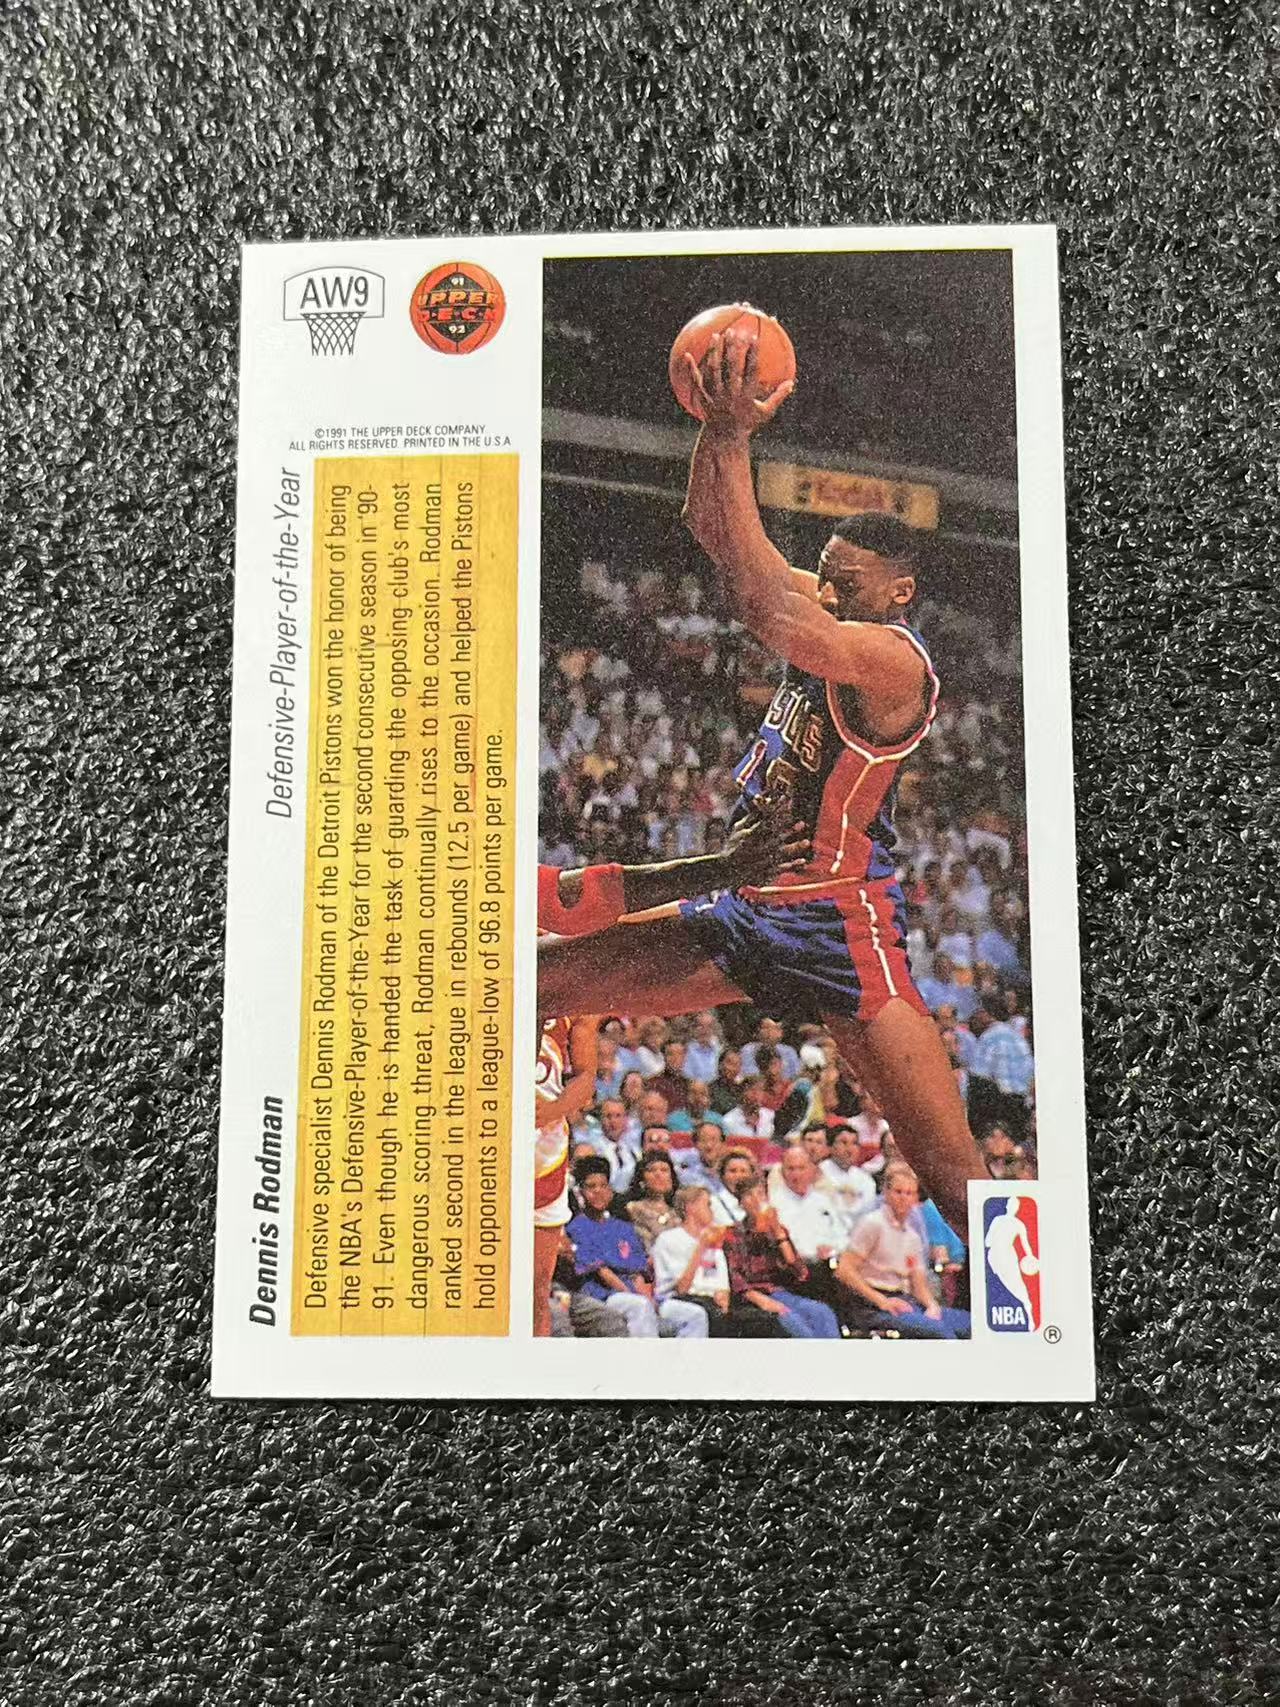 AW9
91
UPPER
DECK
92
©1991 THE UPPER DECK COMPANY
ALL RIGHTS RESERVED. PRINTED IN THE U.S.A
Dennis Rodman
Defensive-Player-of-the-Year
Defensive specialist Dennis Rodman of the Detroit Pistons won the honor of being
the NBA's Defensive-Player-of-the-Year for the second consecutive season in '90-
91. Even though he is handed the task of guarding the opposing club's most
dangerous scoring threat, Rodman continually rises to the occasion. Rodman
ranked second in the league in rebounds (12.5 per game) and helped the Pistons
hold opponents to a league-low of 96.8 points per game.
Kodak
NBA
®